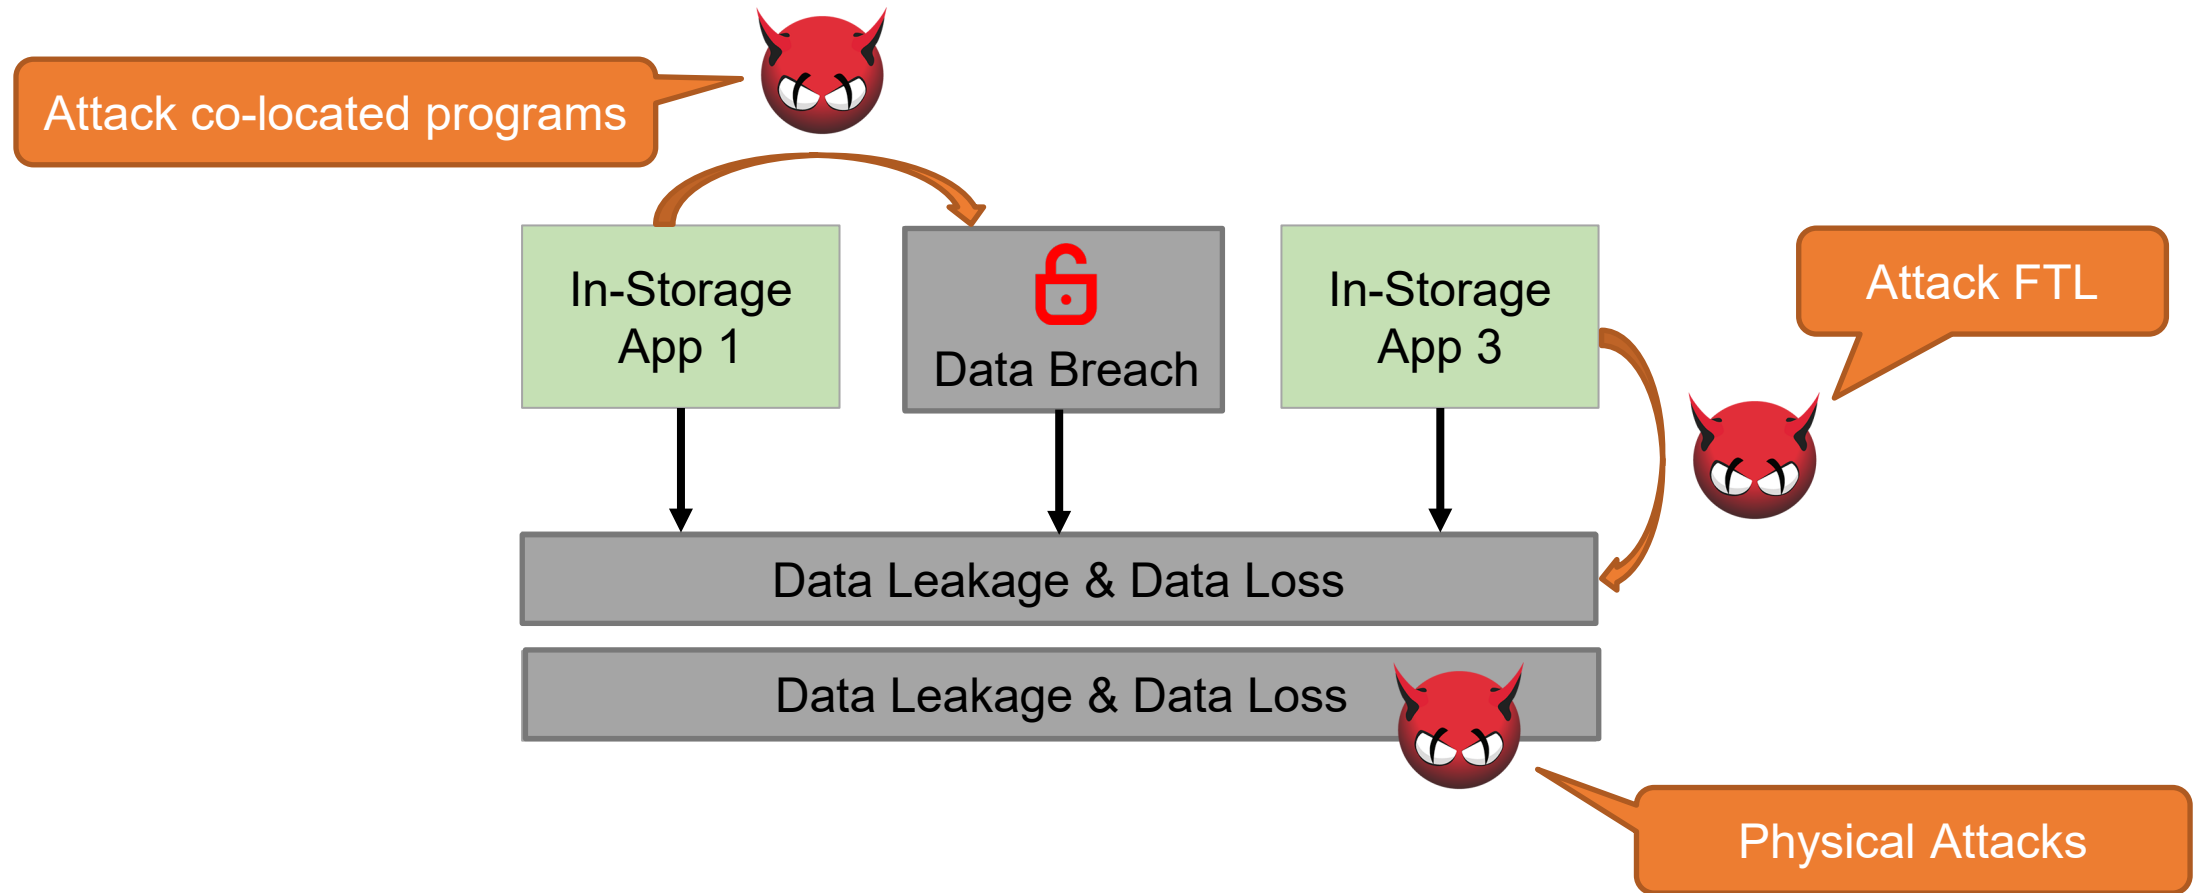 Attack co-located programs
In-Storage
App 1
Data Breach
In-Storage
App 3
Attack FTL
Data Leakage & Data Loss
Data Leakage & Data Loss
Physical Attacks